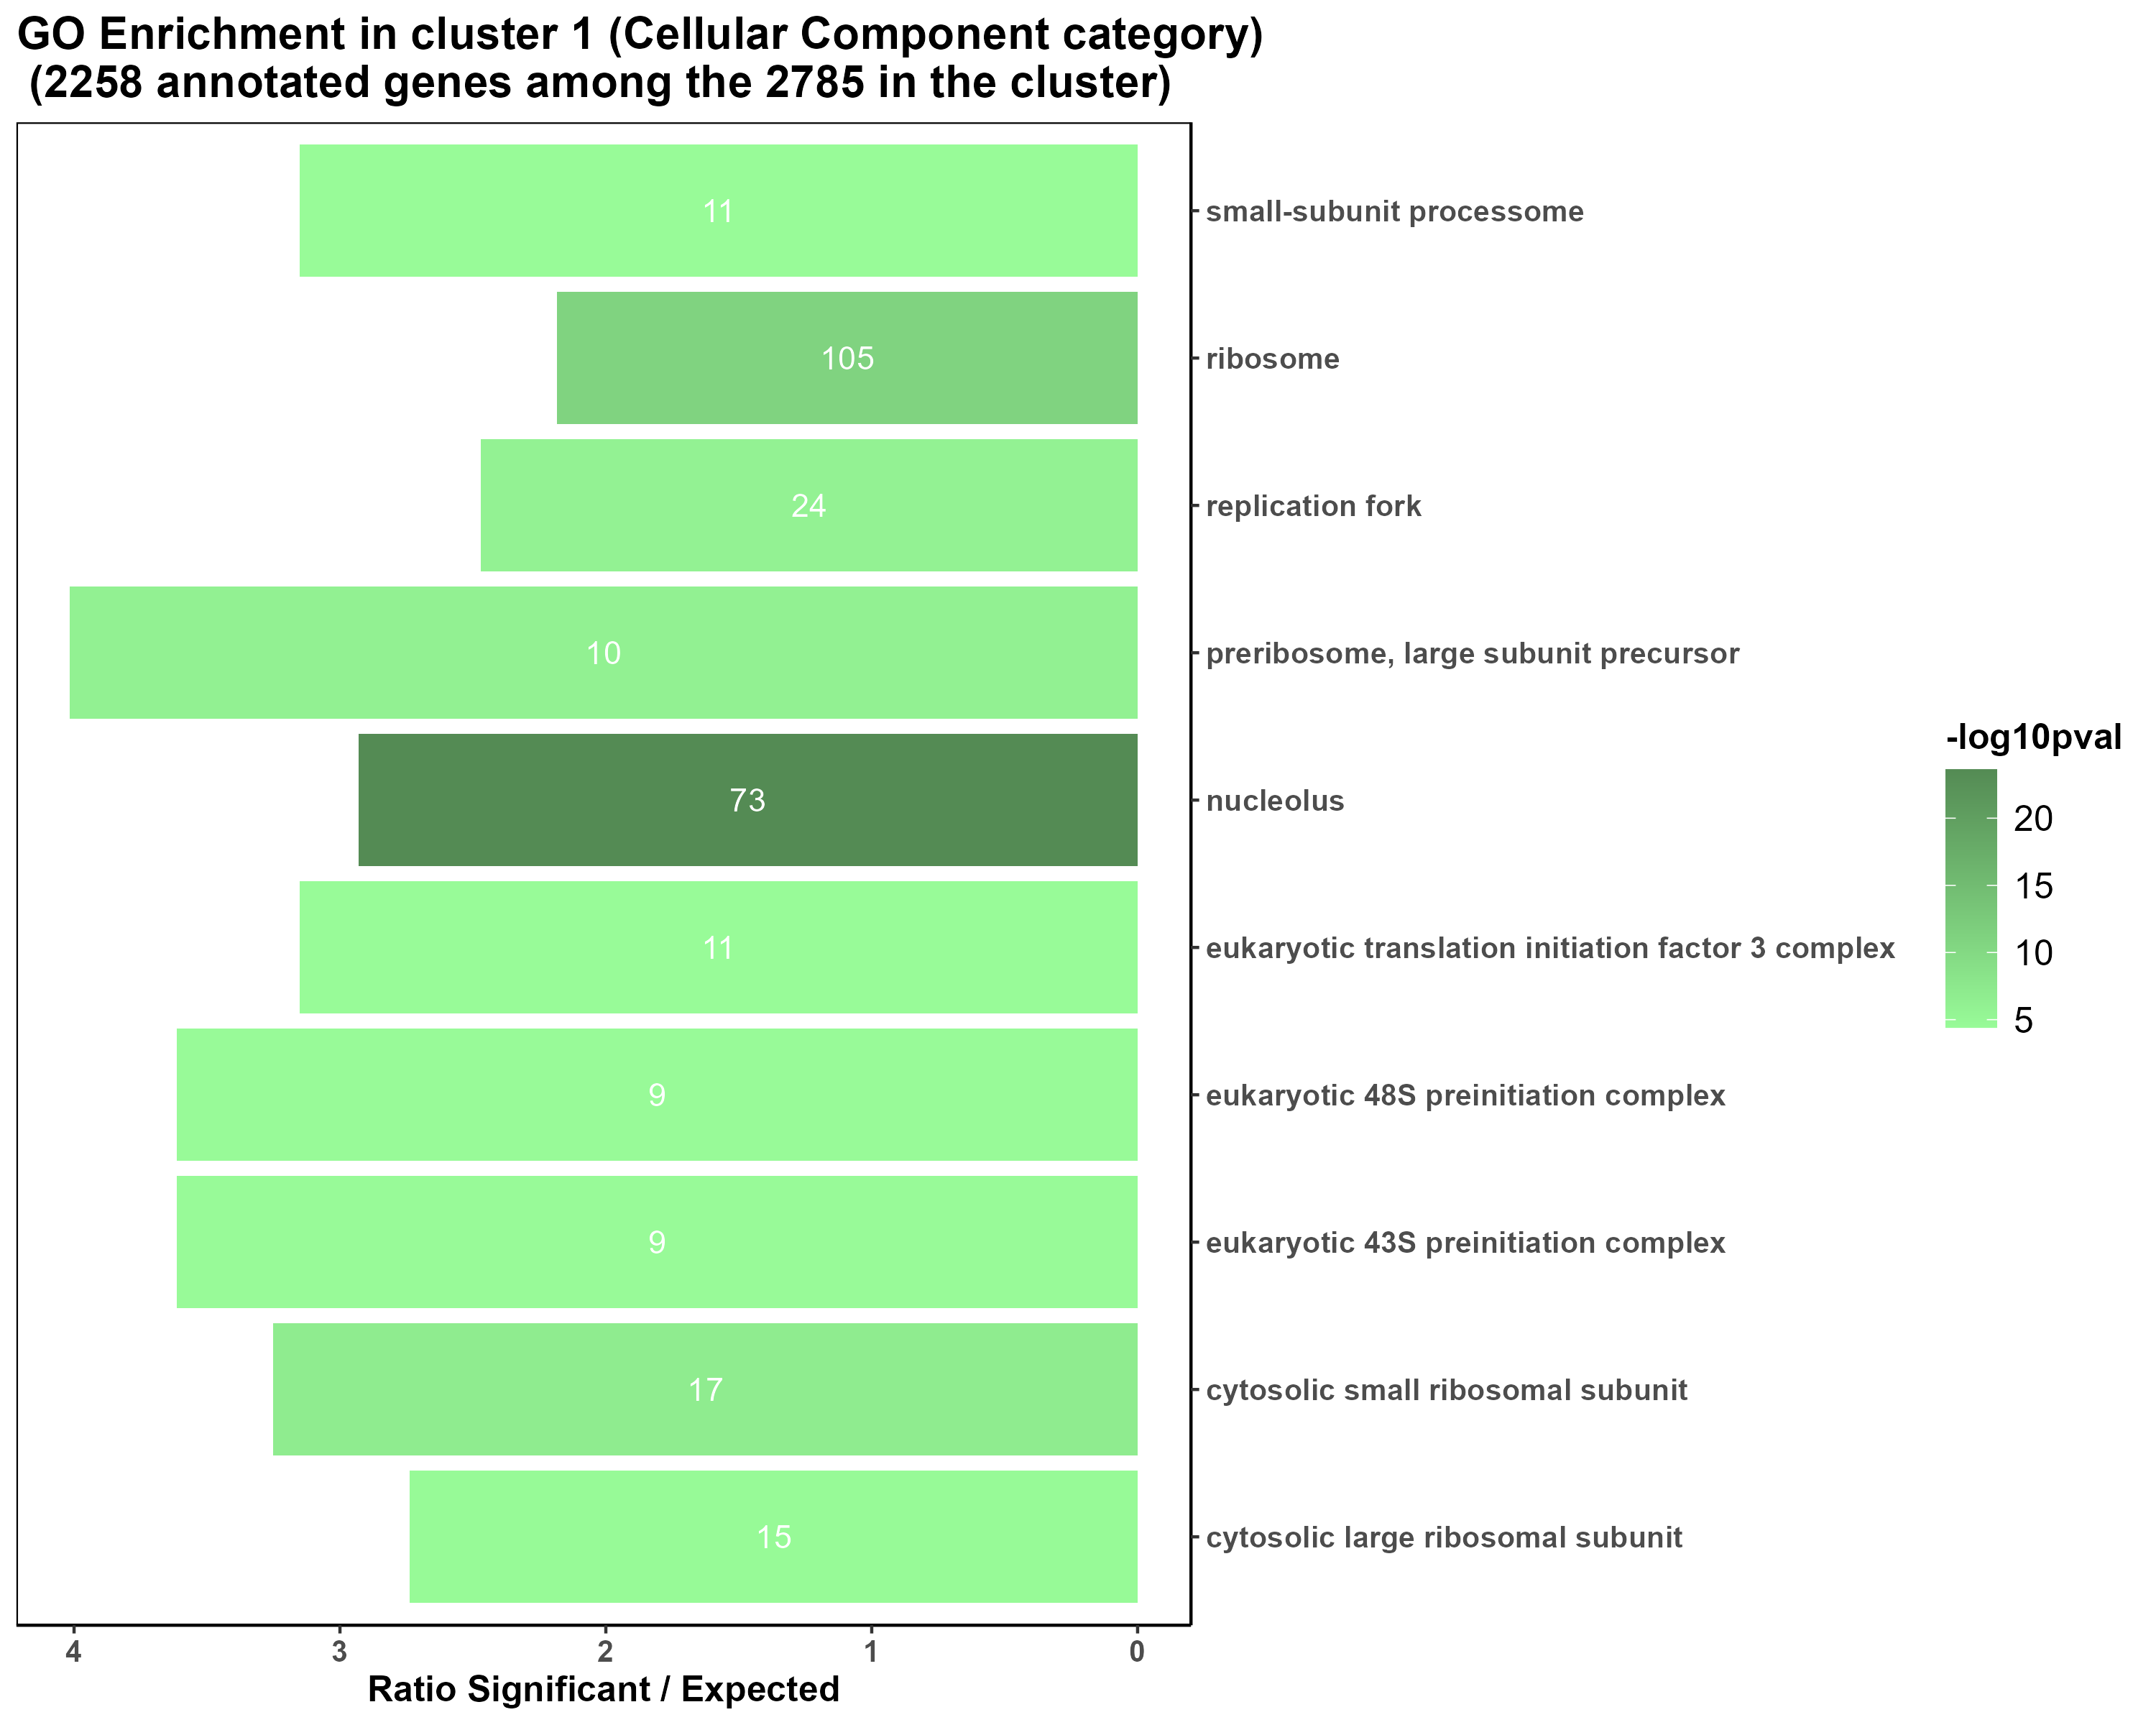 GO Enrichment in cluster 1 (Cellular Component category)
(2258 annotated genes among the 2785 in the cluster)
11
small-subunit processome
105
ribosome
24
replication fork
10
preribosome, large subunit precursor
73
nucleolus
11
eukaryotic translation initiation factor 3 complex
9
eukaryotic 48S preinitiation complex
9
eukaryotic 43S preinitiation complex
17
cytosolic small ribosomal subunit
15
cytosolic large ribosomal subunit
4 3 2 1 0
Ratio Significant / Expected
-log10pval
20
15
10
5